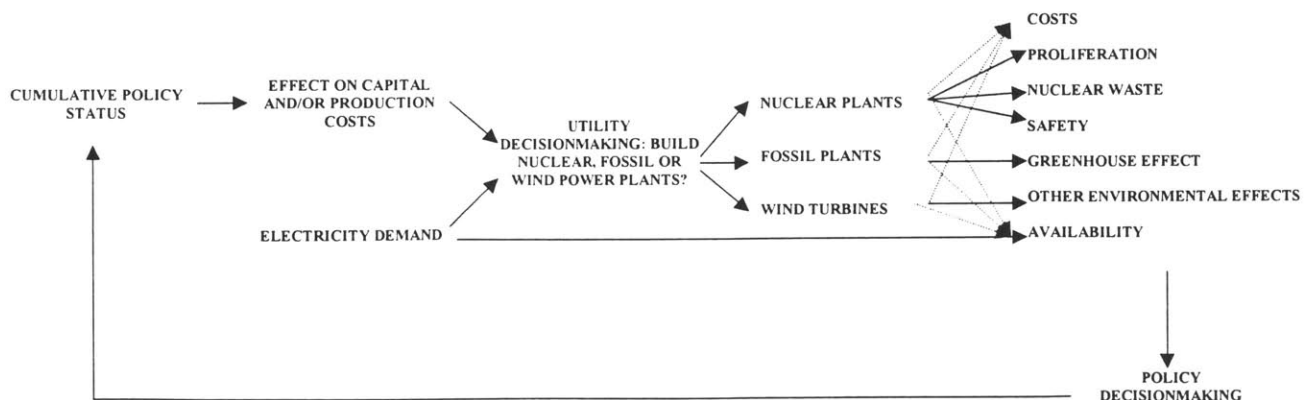 CUMULATIVE POLICY
STATUS
EFFECT ON CAPITAL
AND/OR PRODUCTION
COSTS
ELECTRICITY DEMAND
UTILITY
DECISIONMAKING: BUILD
NUCLEAR, FOSSIL OR
WIND POWER PLANTS?
NUCLEAR PLANTS
FOSSIL PLANTS
WIND TURBINES
COSTS
PROLIFERATION
NUCLEAR WASTE
SAFETY
GREENHOUSE EFFECT
OTHER ENVIRONMENTAL EFFECTS
AVAILABILITY
POLICY
DECISIONMAKING